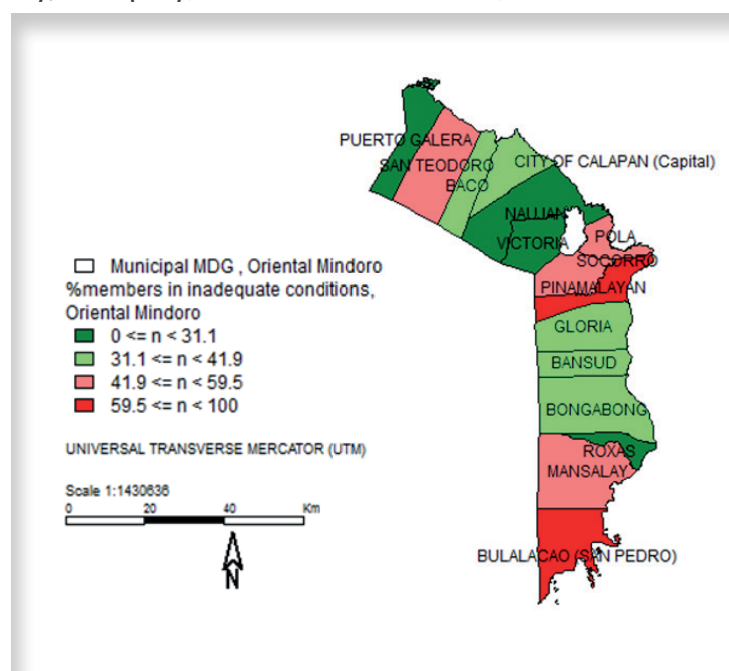 PUERTO GALERA
SAN TEODORO
BACO
CITY OF CALAPAN (Capital)
NAUJAN
VICTORIA
POLA
SOCORRO
PINAMALAYAN
GLORIA
BANSUD
BONGABONG
ROXAS
MANSALAY
BULALACAO (SAN PEDRO)
Municipal MDG , Oriental Mindoro
%members in inadequate conditions,
Oriental Mindoro
0 <= n < 31.1
31.1 <= n < 41.9
41.9 <= n < 59.5
59.5 <= n < 100
UNIVERSAL TRANSVERSE MERCATOR (UTM)
Scale 1:1430636
0 20 40 Km
N